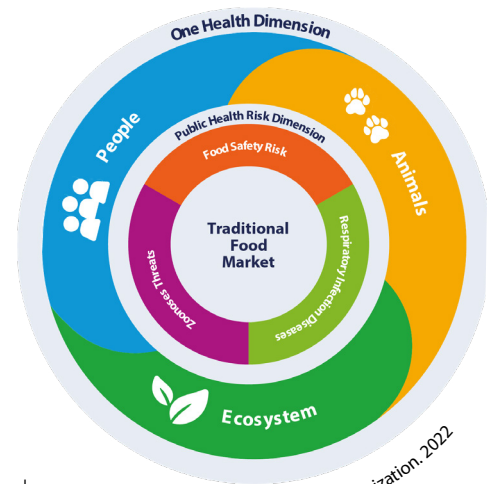 One Health Dimension
People
Animals
Public Health Risk Dimension
Food Safety Risk
Traditional
Food
Market
Zoonoses Threats
Respiratory Infection Diseases
Ecosystem
2022